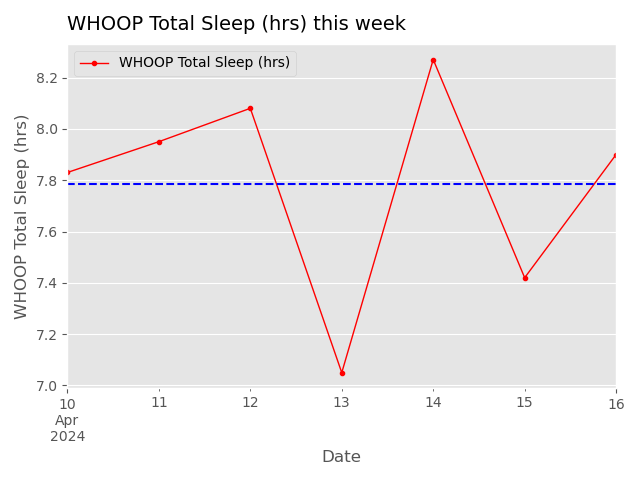 WHOOP Total Sleep (hrs) this week
WHOOP Total Sleep (hrs)
WHOOP Total Sleep (hrs)
8.2
8.0
7.8
7.6
7.4
7.2
7.0
10 11 12 13 14 15 16
Apr
2024
Date